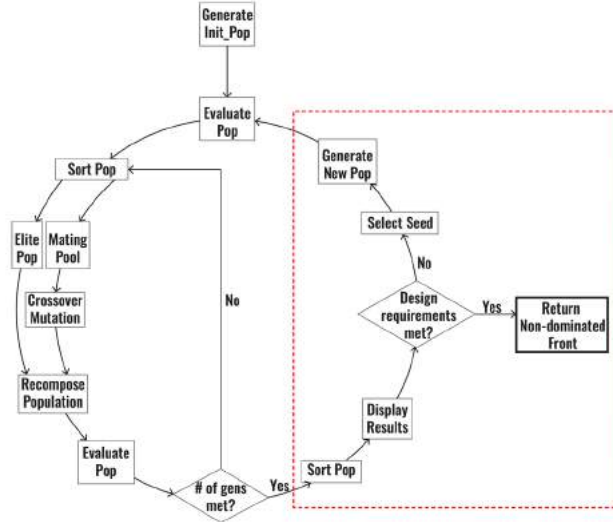 Generate
Init_Pop
Evaluate
Pop
Sort Pop
Elite
Pop
Mating
Pool
Crossover
Mutation
Recompose
Population
Evaluate
Pop
# of gens
met?
No
Yes
Sort Pop
Display
Results
Design
requirements
met?
No
Yes
Select Seed
Generate
New Pop
Return
Non-dominated
Front